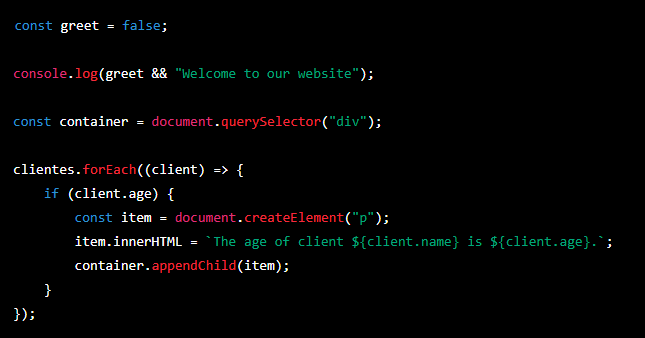 const greet = false;
console.log(greet && "Welcome to our website");
const container = document.querySelector("div");
clientes.forEach((client) => {
if (client.age) {
const item = document.createElement("p");
item.innerHTML = `The age of client ${client.name} is ${client.age}.`;
container.appendChild(item);
}
});